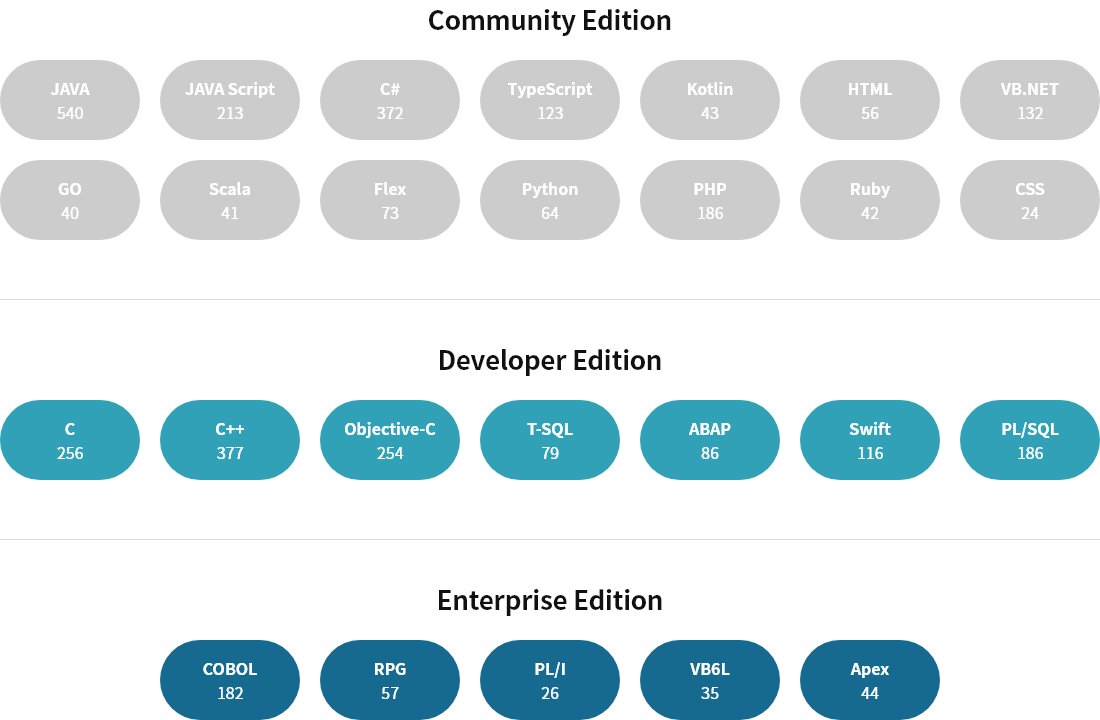 Community Edition
JAVA
540
JAVA Script
213
C#
372
TypeScript
123
Kotlin
43
HTML
56
VB.NET
132
GO
40
Scala
41
Flex
73
Python
64
PHP
186
Ruby
42
CSS
24
Developer Edition
C
256
C++
377
Objective-C
254
T-SQL
79
ABAP
86
Swift
116
PL/SQL
186
Enterprise Edition
COBOL
182
RPG
57
PL/I
26
VB6L
35
Apex
44